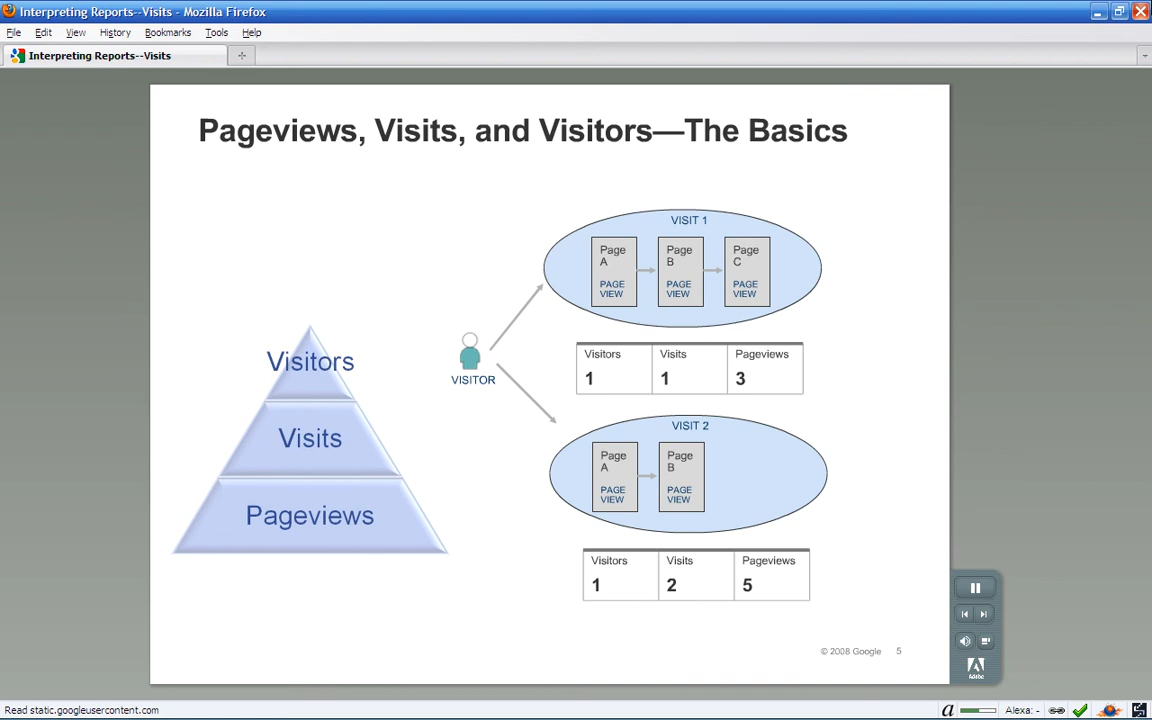 Interpreting Reports--Visits - Mozilla Firefox
File Edit View History Bookmarks Tools Help
Interpreting Reports--Visits
Pageviews, Visits, and Visitors—The Basics
Visitors
Visits
Pageviews
VISITOR
VISIT 1
Page A PAGE VIEW
Page B PAGE VIEW
Page C PAGE VIEW
Visitors Visits Pageviews
1 1 3
VISIT 2
Page A PAGE VIEW
Page B PAGE VIEW
Visitors Visits Pageviews
1 2 5
© 2008 Google 5
Adobe
Read static.googleusercontent.com
a Alexa: -